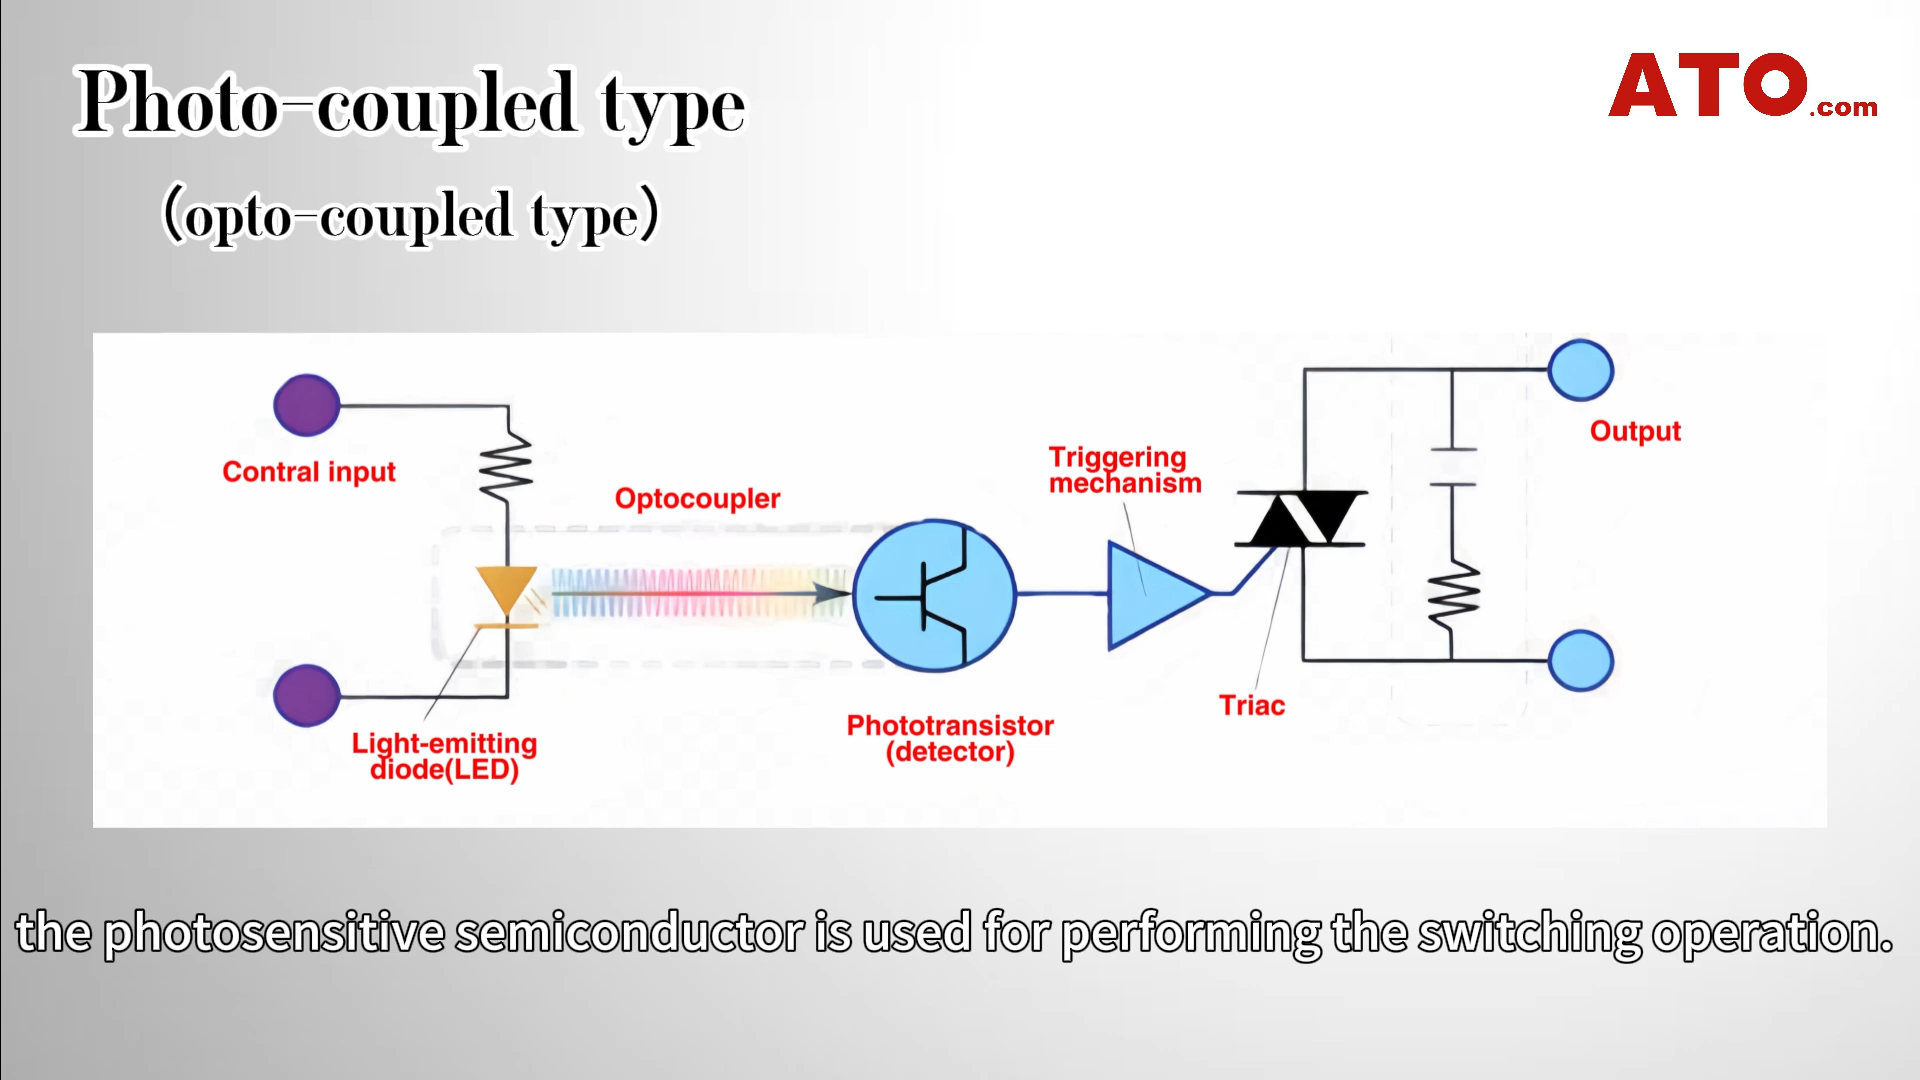 Photo-coupled type
(opto-coupled type)
ATO.com
Contral input
Optocoupler
Triggering
mechanism
Output
Light-emitting
diode(LED)
Phototransistor
(detector)
Triac
the photosensitive semiconductor is used for performing the switching operation.